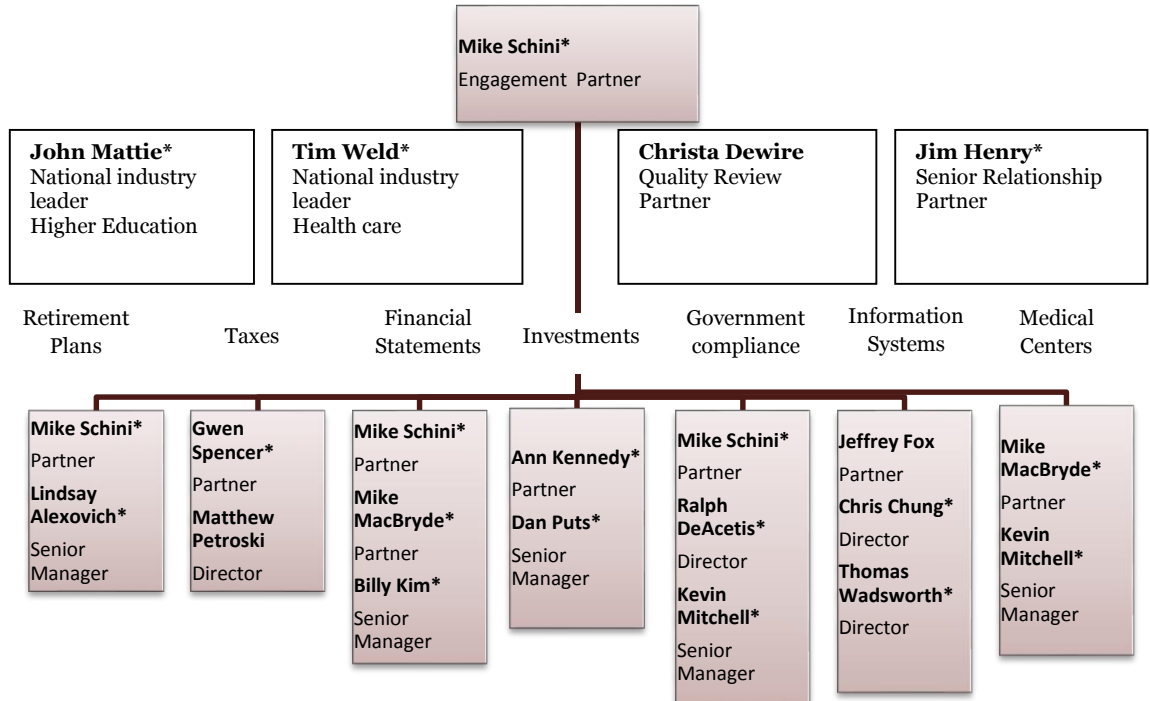 Mike Schini*
Engagement Partner
John Mattie*
National industry
leader
Higher Education
Tim Weld*
National industry
leader
Health care
Christa Dewire
Quality Review
Partner
Jim Henry*
Senior Relationship
Partner
Retirement
Plans
Taxes
Financial
Statements
Investments
Government
compliance
Information
Systems
Medical
Centers
Mike Schini*
Partner
Lindsay
Alexovich*
Senior
Manager
Gwen
Spencer*
Partner
Matthew
Petroski
Director
Mike Schini*
Partner
Mike
MacBryde*
Partner
Billy Kim*
Senior
Manager
Ann Kennedy*
Partner
Dan Puts*
Senior
Manager
Mike Schini*
Partner
Ralph
DeAcetis*
Director
Kevin
Mitchell*
Senior
Manager
Jeffrey Fox
Partner
Chris Chung*
Director
Thomas
Wadsworth*
Director
Mike
MacBryde*
Partner
Kevin
Mitchell*
Senior
Manager